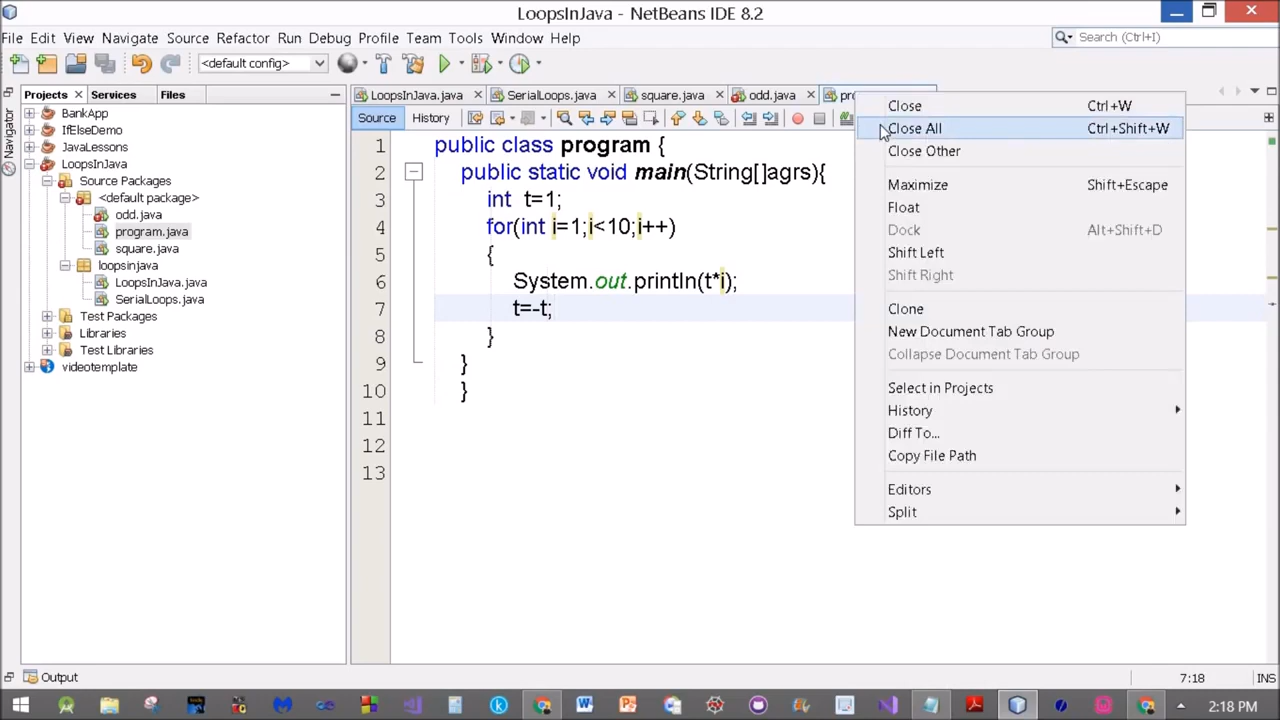 LoopsInJava - NetBeans IDE 8.2
File Edit View Navigate Source Refactor Run Debug Profile Team Tools Window Help
Search (Ctrl+I)
<default config>
Projects Services Files
Navigator
BankApp
IfElseDemo
JavaLessons
LoopsInJava
Source Packages
<default package>
odd.java
program.java
square.java
loopsinjava
LoopsInJava.java
SerialLoops.java
Test Packages
Libraries
Test Libraries
videotemplate
LoopsInJava.java SerialLoops.java square.java odd.java
Source History
1 public class program {
2 public static void main(String[]agrs){
3 int t=1;
4 for(int i=1;i<10;i++)
5 {
6 System.out.println(t*i);
7 t=-t;
8 }
9 }
10 }
11
12
13
Close Ctrl+W
Close All Ctrl+Shift+W
Close Other
Maximize Shift+Escape
Float
Dock Alt+Shift+D
Shift Left
Shift Right
Clone
New Document Tab Group
Collapse Document Tab Group
Select in Projects
History
Diff To...
Copy File Path
Editors
Split
Output
7:18 INS
2:18 PM